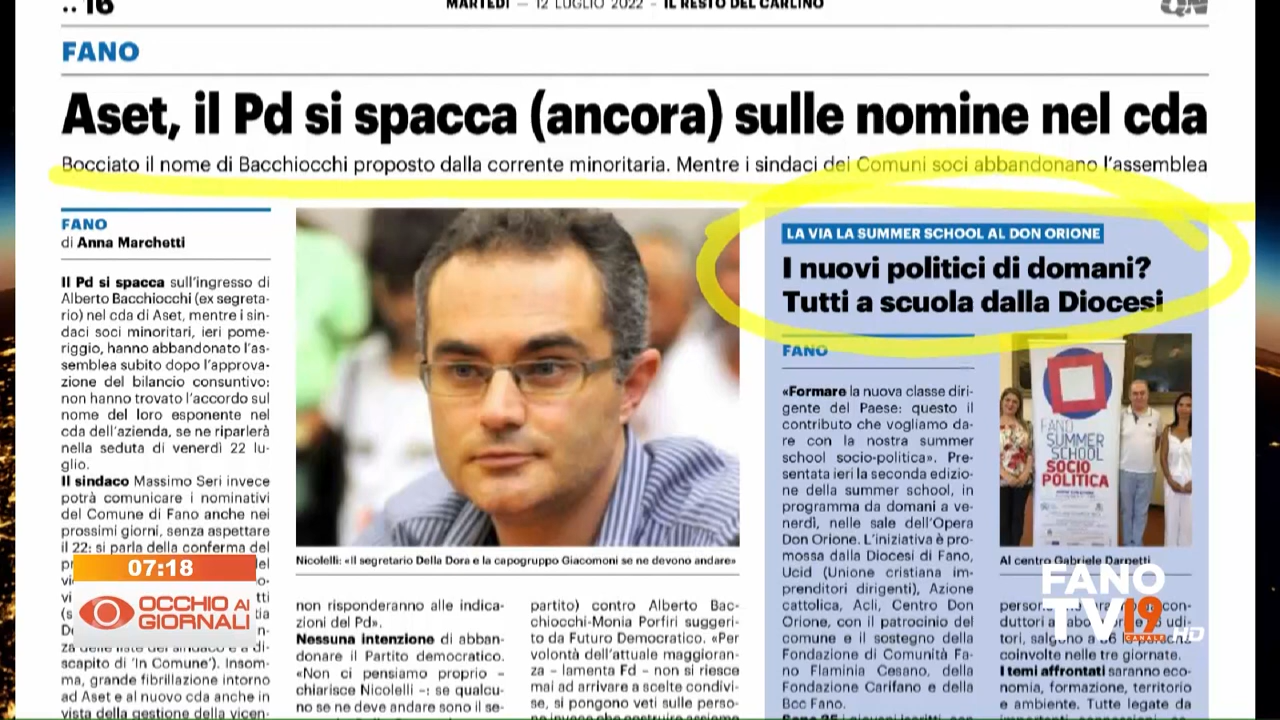 16
MARTEDÌ — 12 LUGLIO 2022 – IL RESTO DEL CARLINO
QN
FANO
Aset, il Pd si spacca (ancora) sulle nomine nel cda
Bocciato il nome di Bacchiocchi proposto dalla corrente minoritaria. Mentre i sindaci dei Comuni soci abbandonano l'assemblea
FANO
di Anna Marchetti
Il Pd si spacca sull'ingresso di
Alberto Bacchiocchi (ex segreta-
rio) nel cda di Aset, mentre i sin-
daci soci minoritari, ieri pome-
riggio, hanno abbandonato l'as-
semblea subito dopo l'approva-
zione del bilancio consuntivo:
non hanno trovato l'accordo sul
nome del loro esponente nel
cda dell'azienda, se ne riparlerà
nella seduta di venerdì 22 lu-
glio.
Il sindaco Massimo Seri invece
potrà comunicare i nominativi
del Comune di Fano anche nei
prossimi giorni, senza aspettare
il 22: si parla della conferma del
07:18
OCCHIO AI
GIORNALI
scapito di 'In Comune'). Insom-
ma, grande fibrillazione intorno
ad Aset e al nuovo cda anche in
vista della gestione della vicen-
Nicolelli: «Il segretario Della Dora e la capogruppo Giacomoni se ne devono andare»
non risponderanno alle indica-
zioni del Pd».
Nessuna intenzione di abban-
donare il Partito democratico.
«Non ci pensiamo proprio –
chiarisce Nicolelli –: se qualcu-
no se ne deve andare sono il se-
partito) contro Alberto Bac-
chiocchi-Monia Porfiri suggeri-
to da Futuro Democratico. «Per
volontà dell'attuale maggioran-
za – lamenta Fd – non si riesce
mai ad arrivare a scelte condivi-
se, si pongono veti sulle perso-
ne invece che costruire assieme
LA VIA LA SUMMER SCHOOL AL DON ORIONE
I nuovi politici di domani?
Tutti a scuola dalla Diocesi
FANO
«Formare la nuova classe diri-
gente del Paese: questo il
contributo che vogliamo da-
re con la nostra summer
school socio-politica». Pre-
sentata ieri la seconda edizio-
ne della summer school, in
programma da domani a ve-
nerdì, nelle sale dell'Opera
Don Orione. L'iniziativa è pro-
mossa dalla Diocesi di Fano,
Ucid (Unione cristiana im-
prenditori dirigenti), Azione
cattolica, Acli, Centro Don
Orione, con il patrocinio del
comune e il sostegno della
Fondazione di Comunità Fa-
no Flaminia Cesano, della
Fondazione Carifano e della
Bcc Fano.
FANO
SUMMER
SCHOOL
SOCIO
POLITICA
Al centro Gabriele Darpetti
FANO
TV 19
CANALE HD
coinvolte nelle tre giornate.
I temi affrontati saranno eco-
nomia, formazione, territorio
e ambiente. Tutte legate da